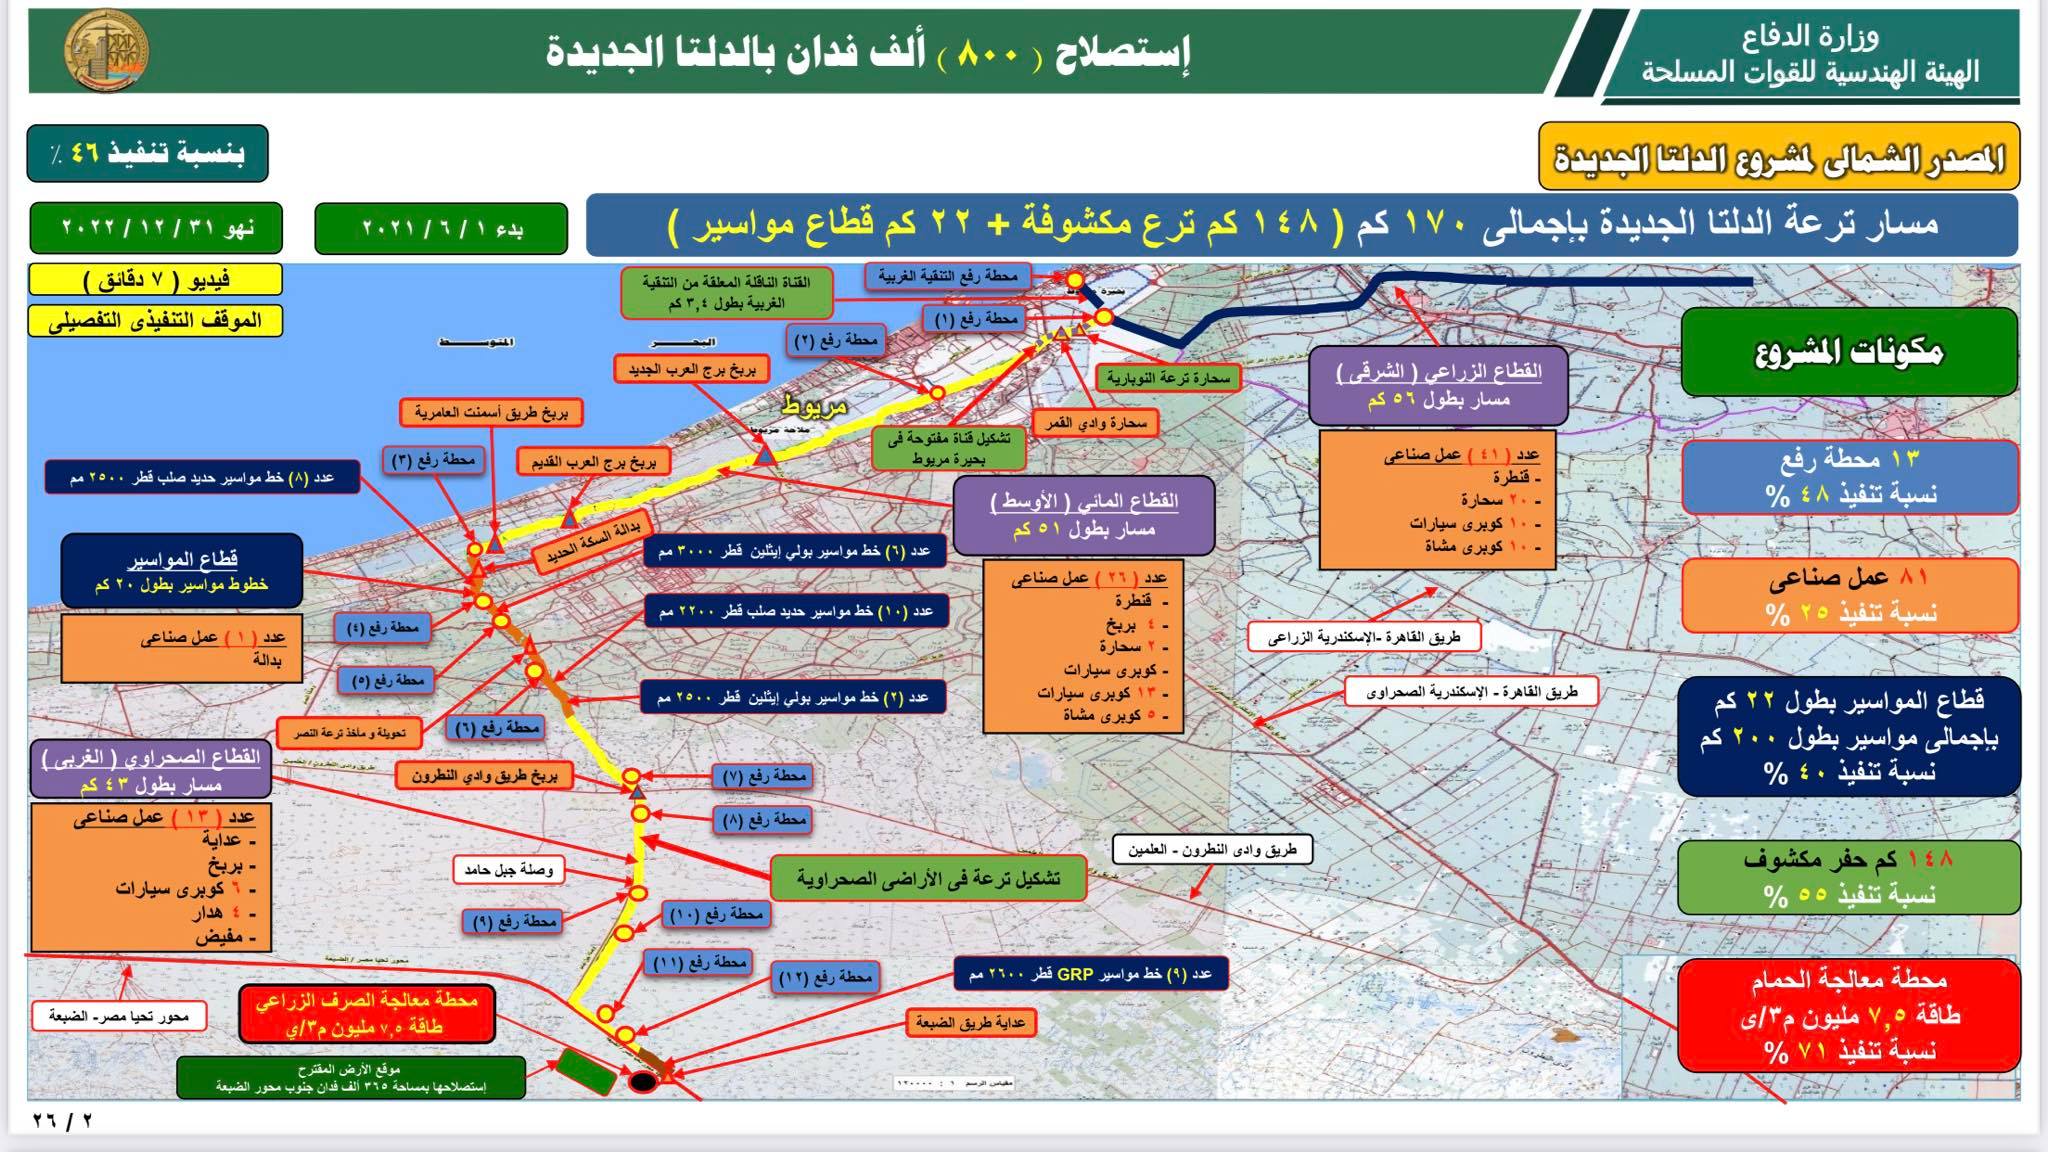 وزارة الدفاع
الهيئة الهندسية للقوات المسلحة
إستصلاح ( ٨٠٠ ) ألف فدان بالدلتا الجديدة
المصدر الشمالى لمشروع الدلتا الجديدة
بنسبة تنفيذ ٤٦ ٪
مسار ترعة الدلتا الجديدة بإجمالى ١٧٠ كم ( ١٤٨ كم ترع مكشوفة + ٢٢ كم قطاع مواسير )
بدء ١ / ٦ / ٢٠٢١
نهو ٣١ / ١٢ / ٢٠٢٢
فيديو ( ٧ دقائق )
الموقف التنفيذى التفصيلى
مكونات المشروع
١٣ محطة رفع
نسبة تنفيذ ٤٨ %
٨١ عمل صناعى
نسبة تنفيذ ٢٥ %
قطاع المواسير بطول ٢٢ كم
بإجمالى مواسير بطول ٢٠٠ كم
نسبة تنفيذ ٤٠ %
١٤٨ كم حفر مكشوف
نسبة تنفيذ ٥٥ %
محطة معالجة الحمام
طاقة ٧,٥ مليون م٣/ى
نسبة تنفيذ ٧١ %
محطة رفع التنقية الغربية
القناة الناقلة المعلقة من التنقية
الغربية بطول ٣,٤ كم
محطة رفع (١)
محطة رفع (٢)
البحر
المتوسط
بربخ برج العرب الجديد
سحارة ترعة النوبارية
القطاع الزراعي ( الشرقى )
مسار بطول ٥٦ كم
عدد ( ٤١ ) عمل صناعى
- قنطرة
- ٢٠ سحارة
- ١٠ كوبرى سيارات
- ١٠ كوبرى مشاة
مريوط
ملاحة مريوط
سحارة وادي القمر
تشكيل قناة مفتوحة فى
بحيرة مريوط
بربخ طريق أسمنت العامرية
محطة رفع (٣)
بربخ برج العرب القديم
عدد (٨) خط مواسير حديد صلب قطر ٢٥٠٠ مم
القطاع المائي ( الأوسط )
مسار بطول ٥١ كم
عدد ( ٢٦ ) عمل صناعى
- قنطرة
- ٤ بربخ
- ٢ سحارة
- كوبرى سيارات
- ١٣ كوبرى سيارات
- ٥ كوبرى مشاة
بدالة السكة الحديد
قطاع المواسير
خطوط مواسير بطول ٢٠ كم
عدد ( ١ ) عمل صناعى
بدالة
عدد (٦) خط مواسير بولي إيثلين قطر ٣٠٠٠ مم
عدد (١٠) خط مواسير حديد صلب قطر ٢٢٠٠ مم
عدد (٢) خط مواسير بولي إيثلين قطر ٢٥٠٠ مم
محطة رفع (٤)
محطة رفع (٥)
محطة رفع (٦)
تحويلة و مأخذ ترعة النصر
طريق القاهرة -الإسكندرية الزراعى
طريق القاهرة - الإسكندرية الصحراوى
القطاع الصحراوي ( الغربى )
مسار بطول ٤٣ كم
عدد ( ١٣ ) عمل صناعى
- عداية
- بربخ
- ٦ كوبرى سيارات
- ٤ هدار
- مفيض
بربخ طريق وادي النطرون
محطة رفع (٧)
محطة رفع (٨)
طريق وادى النطرون - العلمين
وصلة جبل حامد
تشكيل ترعة فى الأراضى الصحراوية
محطة رفع (٩)
محطة رفع (١٠)
محطة رفع (١١)
محطة رفع (١٢)
عدد (٩) خط مواسير GRP قطر ٢٦٠٠ مم
عداية طريق الضبعة
محور تحيا مصر / الضبعة
محور تحيا مصر- الضبعة
محطة معالجة الصرف الزراعي
طاقة ٧,٥ مليون م٣/ي
موقع الأرض المقترح
إستصلاحها بمساحة ٣٦٥ ألف فدان جنوب محور الضبعة
مقياس الرسم ١ : ١٢٠٠٠٠
٢ / ٢٦